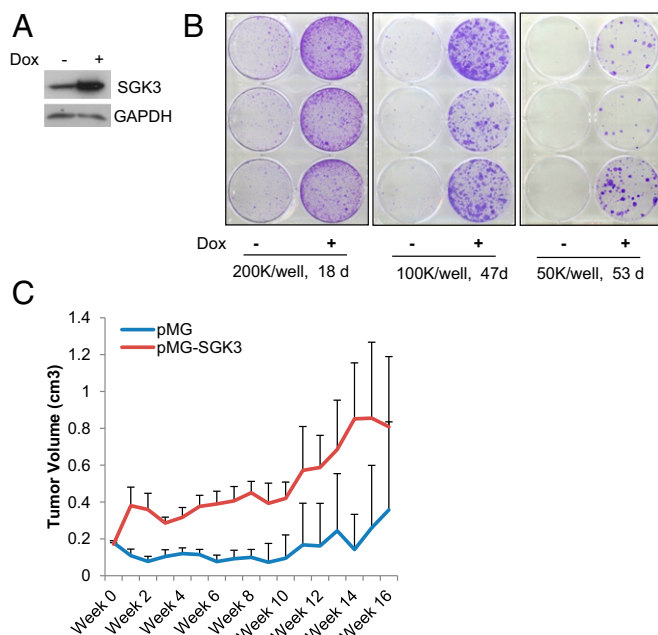 A
B
Dox - +
SGK3
GAPDH
Dox - + - + - +
200K/well, 18 d 100K/well, 47d 50K/well, 53 d
C
1.4
1.2
1
0.8
0.6
0.4
0.2
0
Tumor Volume (cm3)
pMG
pMG-SGK3
Week 0 Week 2 Week 4 Week 6 Week 8 Week 10 Week 12 Week 14 Week 16